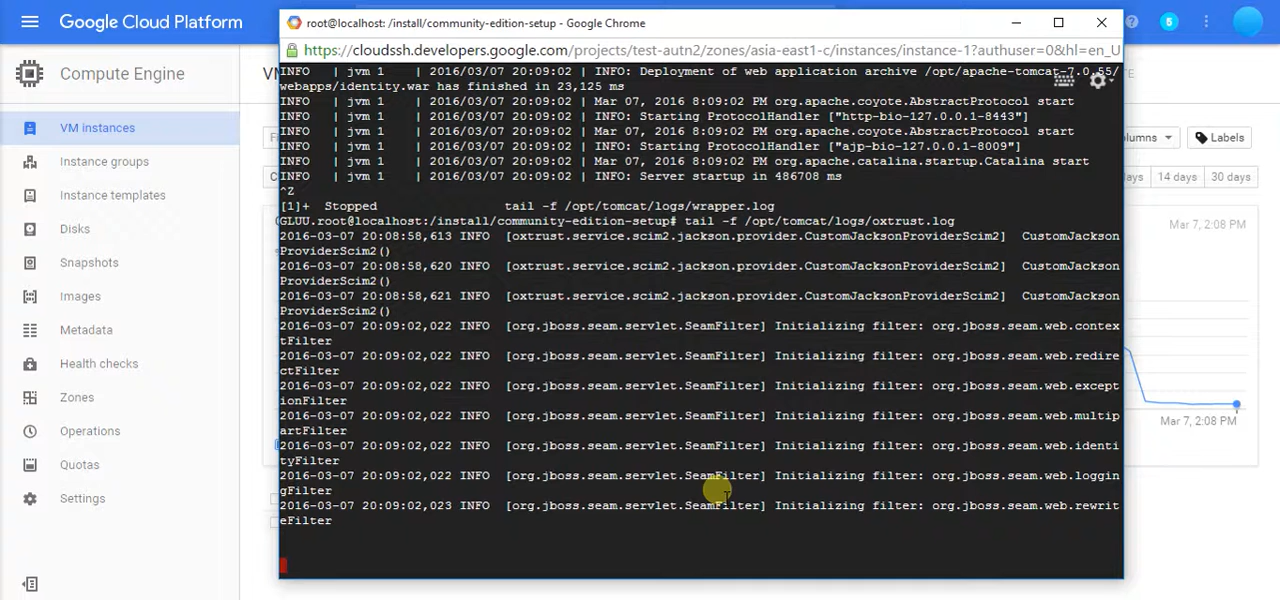 Google Cloud Platform
root@localhost: /install/community-edition-setup - Google Chrome
5
https://cloudssh.developers.google.com/projects/test-autn2/zones/asia-east1-c/instances/instance-1?authuser=0&hl=en_U
Compute Engine
INFO | jvm 1 | 2016/03/07 20:09:02 | INFO: Deployment of web application archive /opt/apache-tomcat-7.0.55/
webapps/identity.war has finished in 23,125 ms
INFO | jvm 1 | 2016/03/07 20:09:02 | Mar 07, 2016 8:09:02 PM org.apache.coyote.AbstractProtocol start
INFO | jvm 1 | 2016/03/07 20:09:02 | INFO: Starting ProtocolHandler ["http-bio-127.0.0.1-8443"]
INFO | jvm 1 | 2016/03/07 20:09:02 | Mar 07, 2016 8:09:02 PM org.apache.coyote.AbstractProtocol start
INFO | jvm 1 | 2016/03/07 20:09:02 | INFO: Starting ProtocolHandler ["ajp-bio-127.0.0.1-8009"]
INFO | jvm 1 | 2016/03/07 20:09:02 | Mar 07, 2016 8:09:02 PM org.apache.catalina.startup.Catalina start
INFO | jvm 1 | 2016/03/07 20:09:02 | INFO: Server startup in 486708 ms
^Z
[1]+ Stopped tail -f /opt/tomcat/logs/wrapper.log
GLUU.root@localhost:/install/community-edition-setup# tail -f /opt/tomcat/logs/oxtrust.log
2016-03-07 20:08:58,613 INFO [oxtrust.service.scim2.jackson.provider.CustomJacksonProviderScim2] CustomJackson
ProviderScim2()
2016-03-07 20:08:58,620 INFO [oxtrust.service.scim2.jackson.provider.CustomJacksonProviderScim2] CustomJackson
ProviderScim2()
2016-03-07 20:08:58,621 INFO [oxtrust.service.scim2.jackson.provider.CustomJacksonProviderScim2] CustomJackson
ProviderScim2()
2016-03-07 20:09:02,022 INFO [org.jboss.seam.servlet.SeamFilter] Initializing filter: org.jboss.seam.web.contex
tFilter
2016-03-07 20:09:02,022 INFO [org.jboss.seam.servlet.SeamFilter] Initializing filter: org.jboss.seam.web.redire
ctFilter
2016-03-07 20:09:02,022 INFO [org.jboss.seam.servlet.SeamFilter] Initializing filter: org.jboss.seam.web.except
ionFilter
2016-03-07 20:09:02,022 INFO [org.jboss.seam.servlet.SeamFilter] Initializing filter: org.jboss.seam.web.multip
artFilter
2016-03-07 20:09:02,022 INFO [org.jboss.seam.servlet.SeamFilter] Initializing filter: org.jboss.seam.web.identi
tyFilter
2016-03-07 20:09:02,022 INFO [org.jboss.seam.servlet.SeamFilter] Initializing filter: org.jboss.seam.web.loggin
gFilter
2016-03-07 20:09:02,023 INFO [org.jboss.seam.servlet.SeamFilter] Initializing filter: org.jboss.seam.web.rewrit
eFilter
VM instances
Instance groups
Instance templates
Disks
Snapshots
Images
Metadata
Health checks
Zones
Operations
Quotas
Settings
lumns
Labels
days
14 days
30 days
Mar 7, 2:08 PM
Mar 7, 2:08 PM